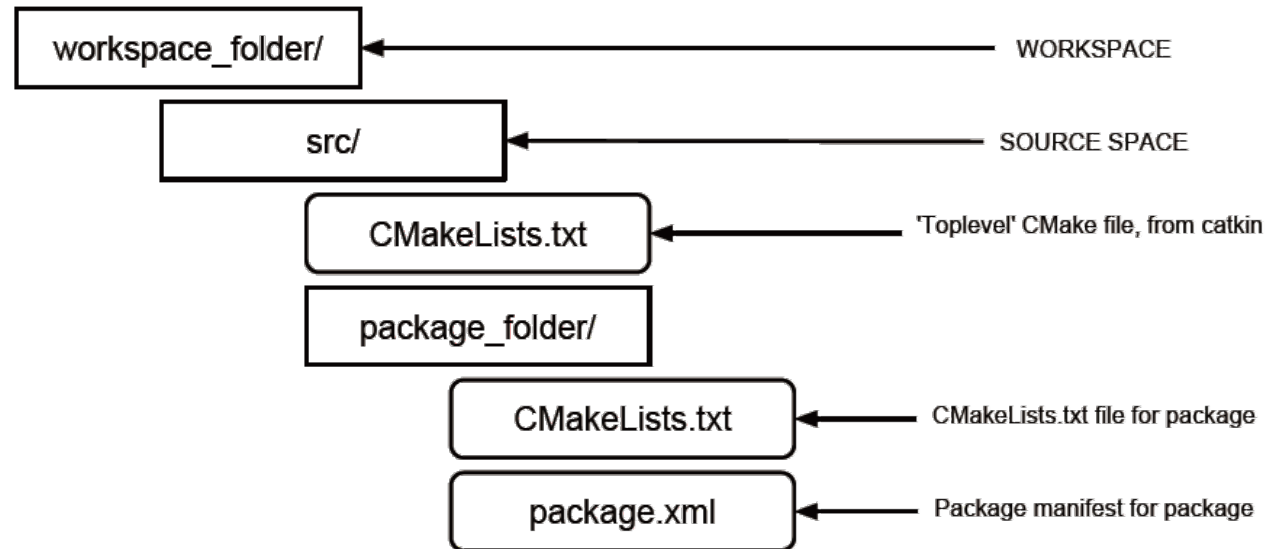 workspace_folder/
WORKSPACE
src/
SOURCE SPACE
CMakeLists.txt
'Toplevel' CMake file, from catkin
package_folder/
CMakeLists.txt
CMakeLists.txt file for package
package.xml
Package manifest for package